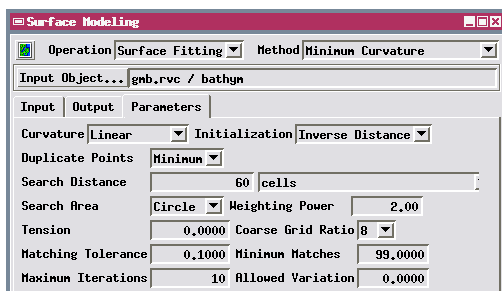 Surface Modeling
Operation Surface Fitting Method Minimum Curvature
Input Object... gmb.rvc / bathym
Input Output Parameters
Curvature Linear Initialization Inverse Distance
Duplicate Points Minimum
Search Distance 60 cells
Search Area Circle Weighting Power 2.00
Tension 0.0000 Coarse Grid Ratio 8
Matching Tolerance 0.1000 Minimum Matches 99.0000
Maximum Iterations 10 Allowed Variation 0.0000